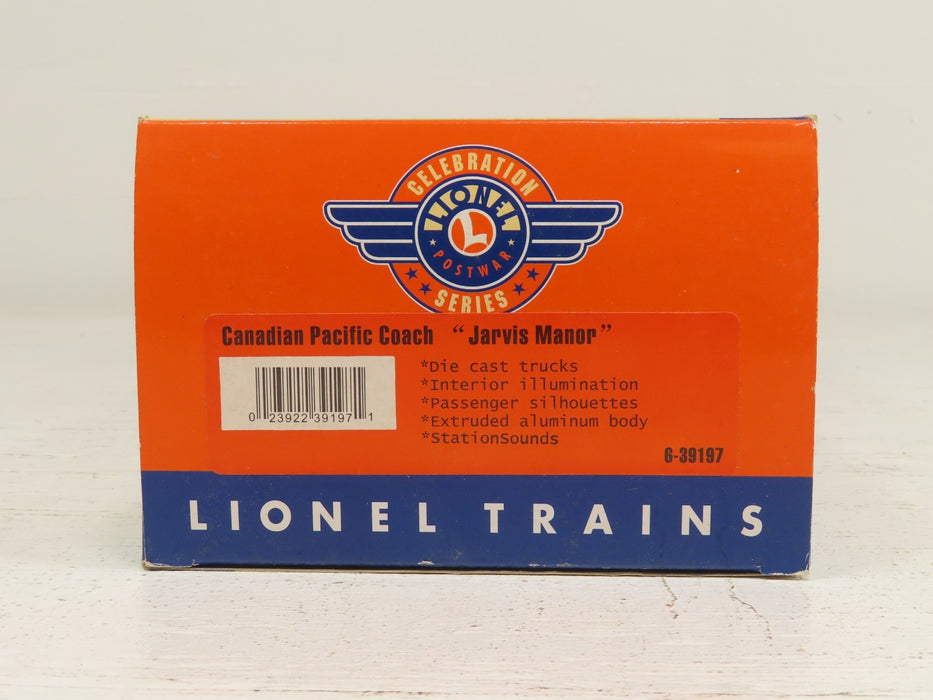 CELEBRATION
LIONEL
L
POSTWAR
SERIES
Canadian Pacific Coach "Jarvis Manor"
*Die cast trucks
*Interior illumination
*Passenger silhouettes
*Extruded aluminum body
*StationSounds
0 23922 39197 1
6-39197
LIONEL TRAINS